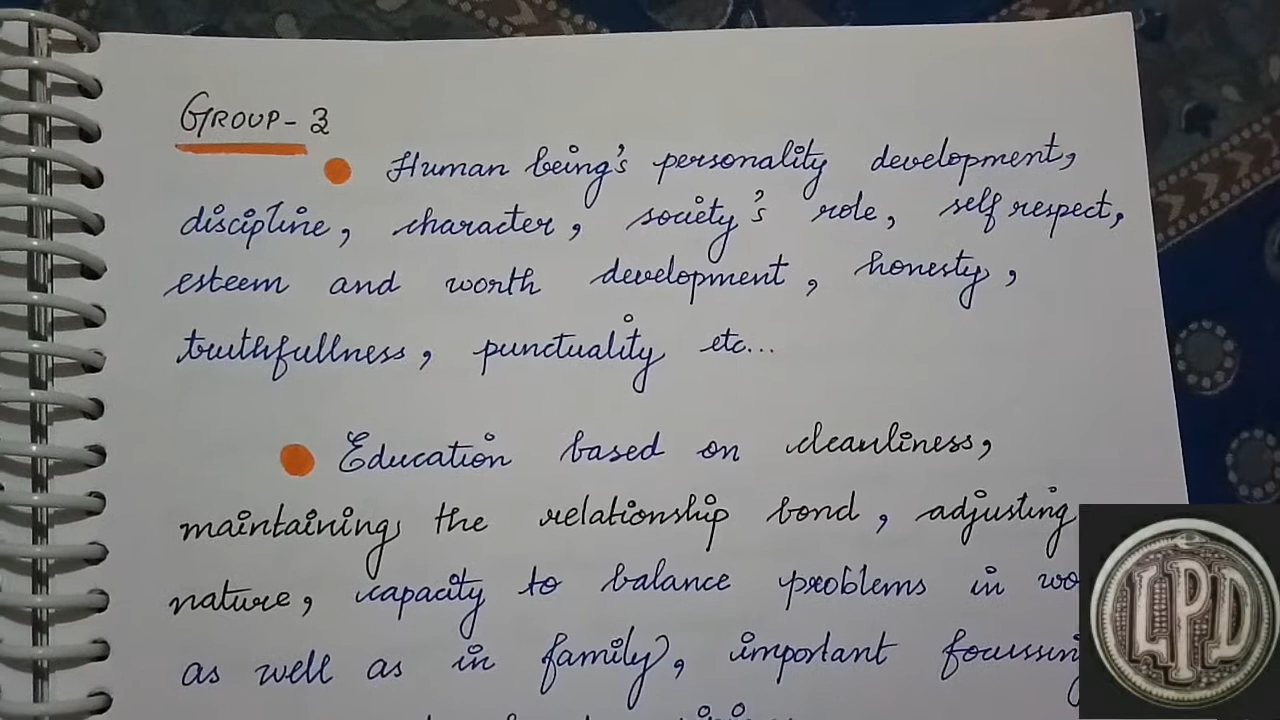 GROUP - 3
Human being's personality development,
discipline, character, society's role, self respect,
esteem and worth development, honesty,
truthfullness, punctuality etc...
Education based on cleanliness,
maintaining the relationship bond, adjusting
nature, capacity to balance problems in wo
as well as in family, important focussing
LPD